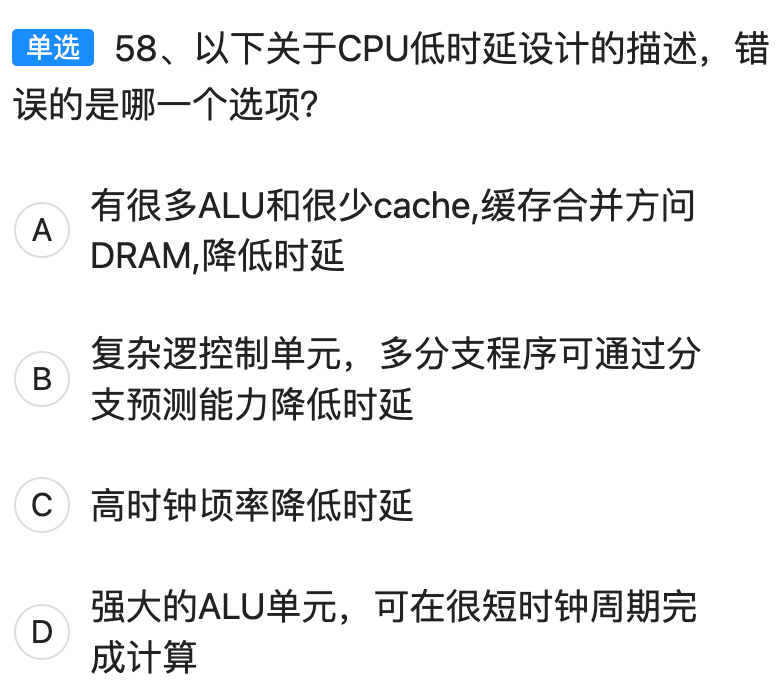 单选 58、以下关于CPU低时延设计的描述，错
误的是哪一个选项?
A 有很多ALU和很少cache,缓存合并方问
DRAM,降低时延
B 复杂逻控制单元，多分支程序可通过分
支预测能力降低时延
C 高时钟顷率降低时延
D 强大的ALU单元，可在很短时钟周期完
成计算